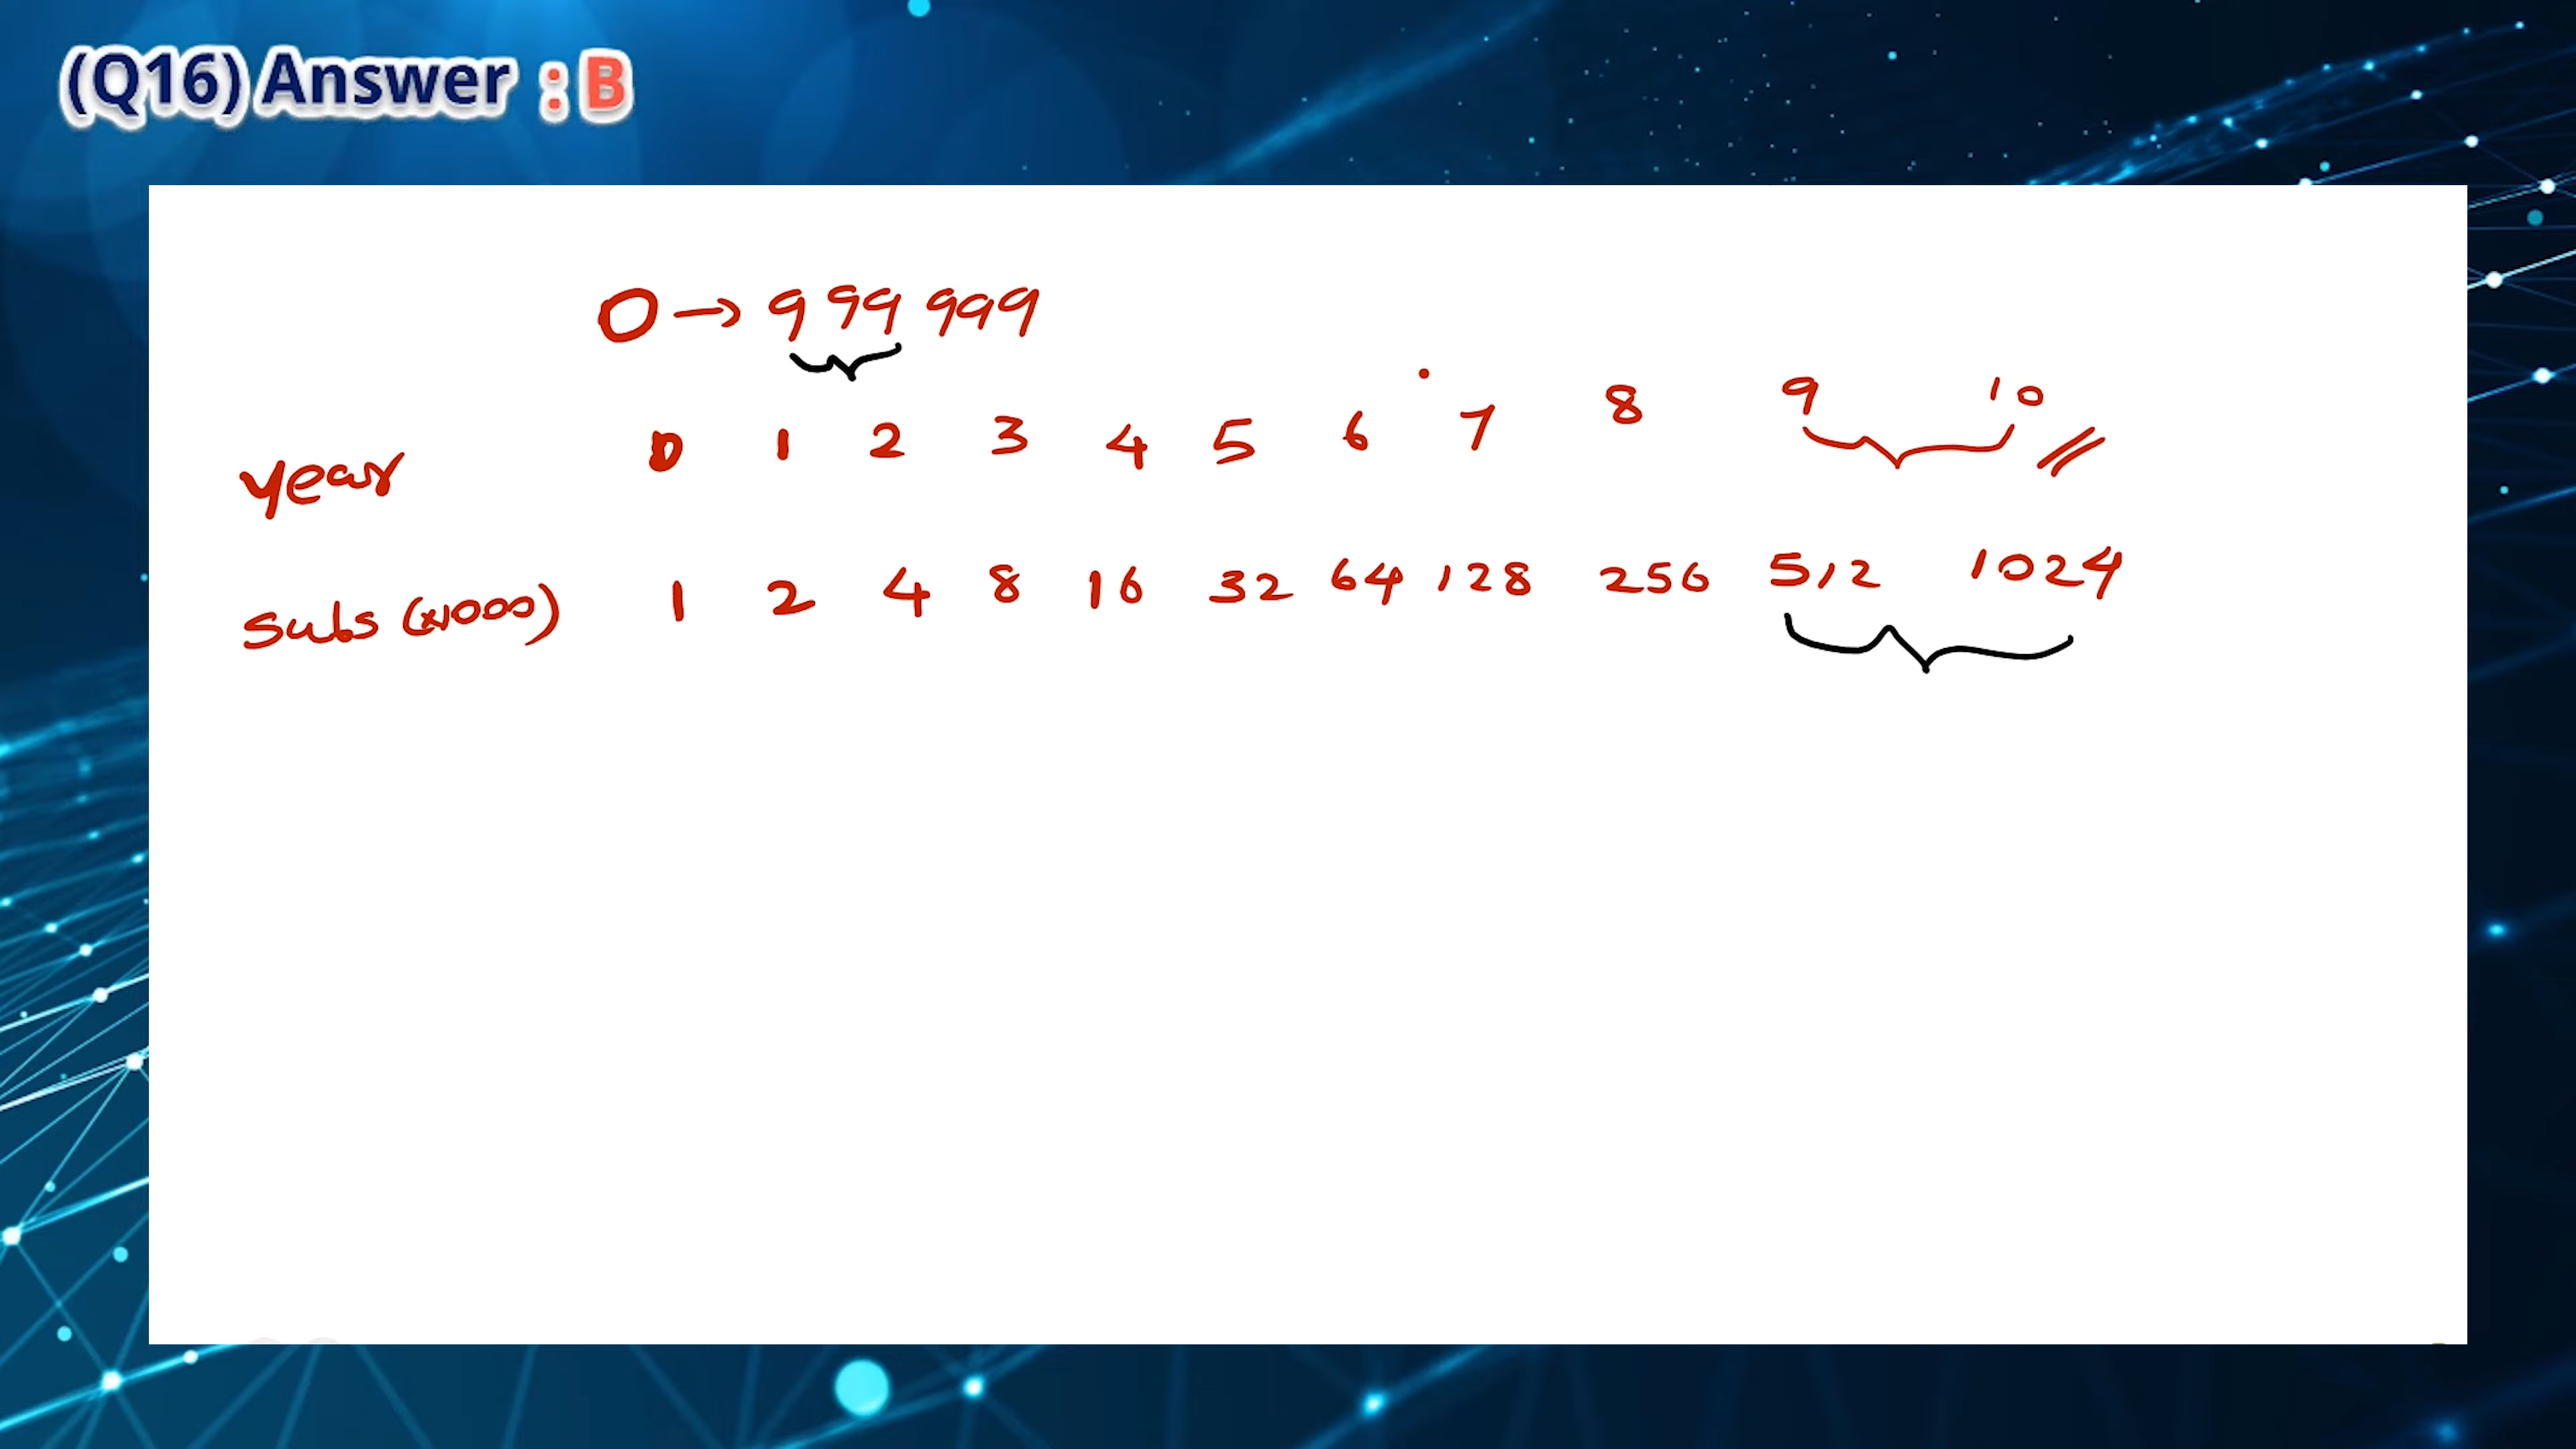 (Q16) Answer : B
0 → 999 999
year 0 1 2 3 4 5 6 7 8 9 10
Subs (x1000) 1 2 4 8 16 32 64 128 256 512 1024